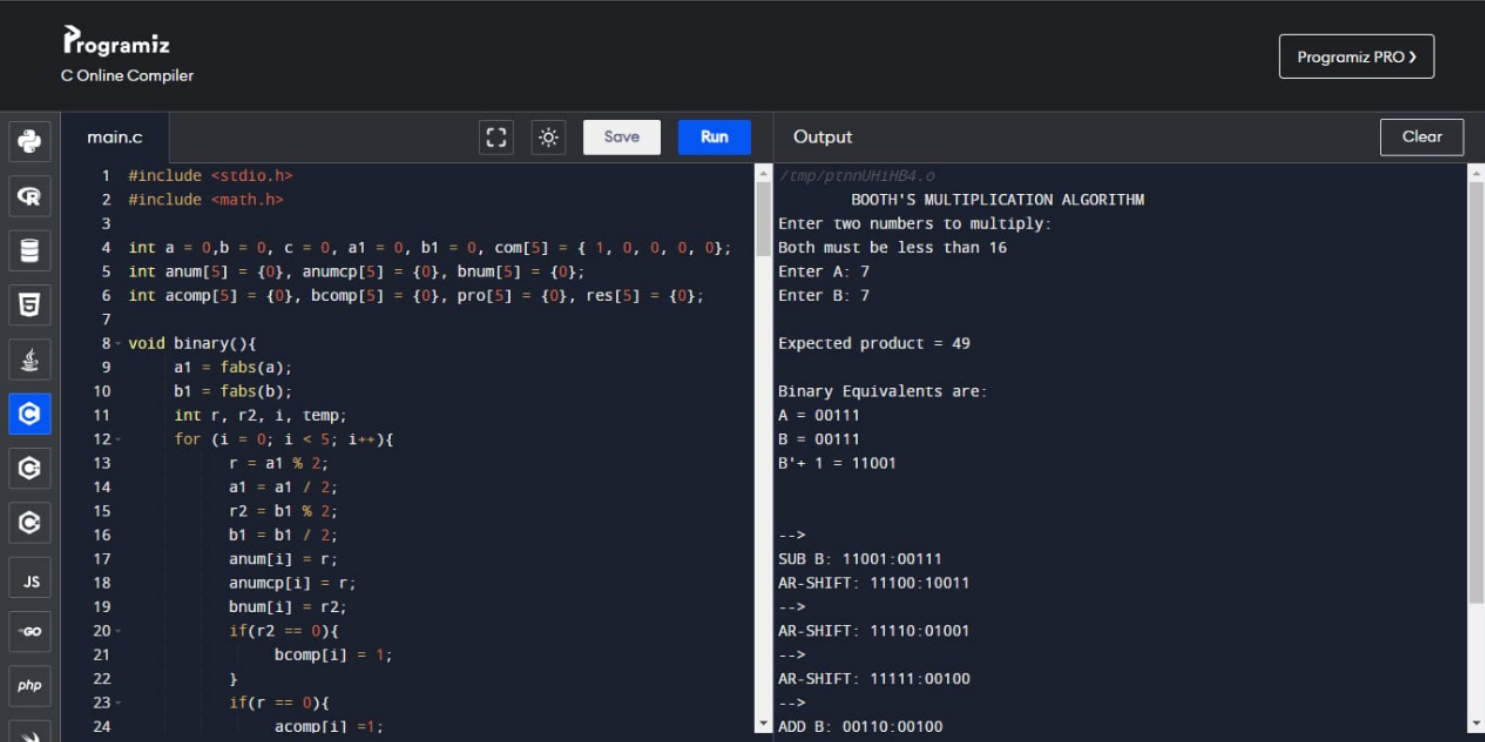 Programiz
C Online Compiler
Programiz PRO ❯
main.c
Save
Run
Output
Clear
1 #include <stdio.h>
2 #include <math.h>
3
4 int a = 0,b = 0, c = 0, a1 = 0, b1 = 0, com[5] = { 1, 0, 0, 0, 0};
5 int anum[5] = {0}, anumcp[5] = {0}, bnum[5] = {0};
6 int acomp[5] = {0}, bcomp[5] = {0}, pro[5] = {0}, res[5] = {0};
7
8 void binary(){
9 a1 = fabs(a);
10 b1 = fabs(b);
11 int r, r2, i, temp;
12 for (i = 0; i < 5; i++){
13 r = a1 % 2;
14 a1 = a1 / 2;
15 r2 = b1 % 2;
16 b1 = b1 / 2;
17 anum[i] = r;
18 anumcp[i] = r;
19 bnum[i] = r2;
20 if(r2 == 0){
21 bcomp[i] = 1;
22 }
23 if(r == 0){
24 acomp[i] =1;
/tmp/ptnnUHiHB4.o
BOOTH'S MULTIPLICATION ALGORITHM
Enter two numbers to multiply:
Both must be less than 16
Enter A: 7
Enter B: 7
Expected product = 49
Binary Equivalents are:
A = 00111
B = 00111
B'+ 1 = 11001
-->
SUB B: 11001:00111
AR-SHIFT: 11100:10011
-->
AR-SHIFT: 11110:01001
-->
AR-SHIFT: 11111:00100
-->
ADD B: 00110:00100
R
5
C
C
C
JS
GO
php